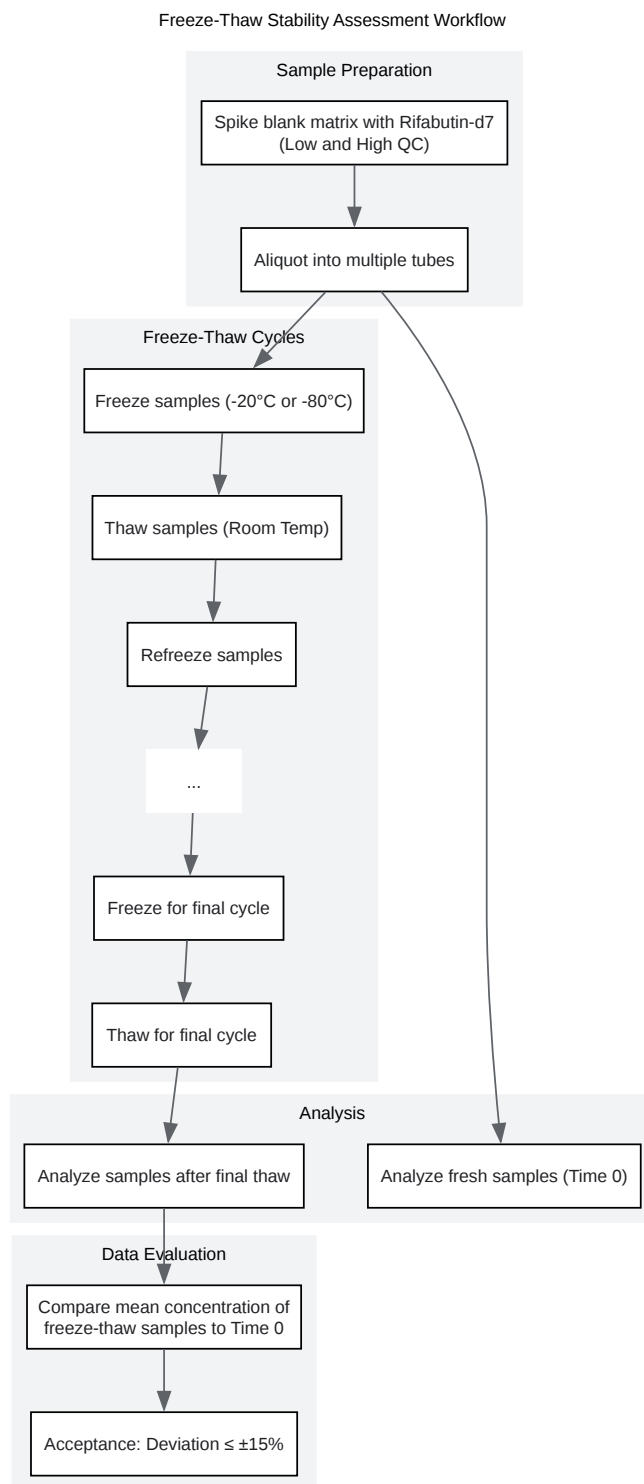 Freeze-Thaw Stability Assessment Workflow
Sample Preparation
Spike blank matrix with Rifabutin-d7
(Low and High QC)
Aliquot into multiple tubes
Freeze-Thaw Cycles
Freeze samples (-20°C or -80°C)
Thaw samples (Room Temp)
Refreeze samples
...
Freeze for final cycle
Thaw for final cycle
Analysis
Analyze samples after final thaw
Analyze fresh samples (Time 0)
Data Evaluation
Compare mean concentration of
freeze-thaw samples to Time 0
Acceptance: Deviation ≤ ±15%